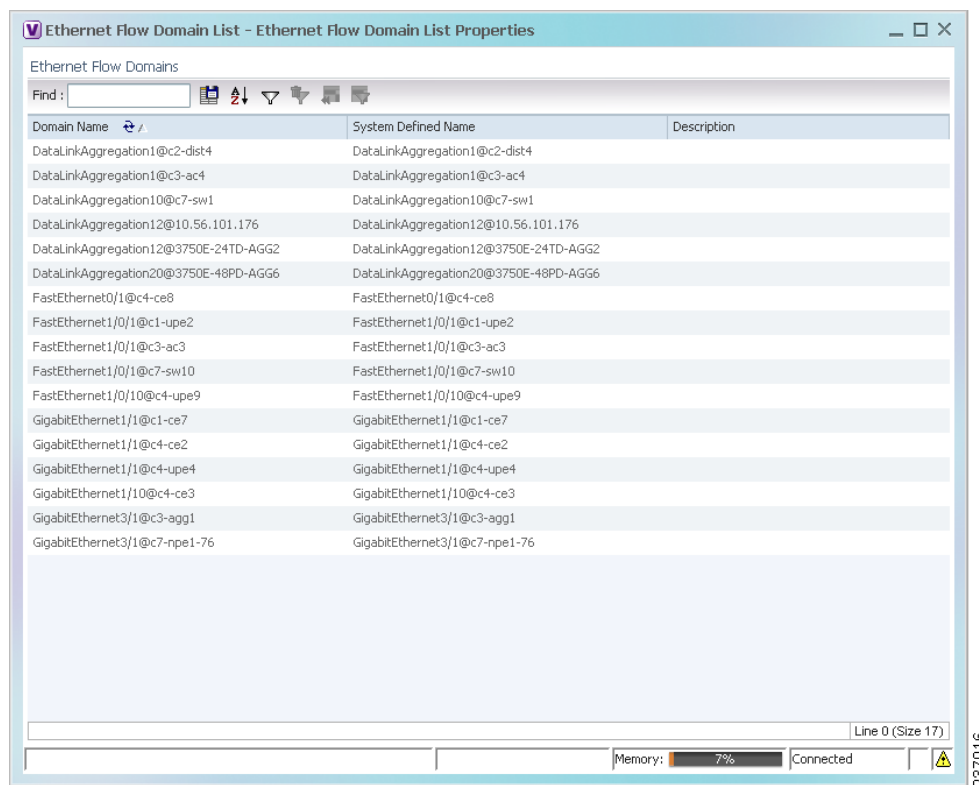 Ethernet Flow Domain List - Ethernet Flow Domain List Properties
Ethernet Flow Domains
Find :
Domain Name System Defined Name Description
DataLinkAggregation1@c2-dist4 DataLinkAggregation1@c2-dist4
DataLinkAggregation1@c3-ac4 DataLinkAggregation1@c3-ac4
DataLinkAggregation10@c7-sw1 DataLinkAggregation10@c7-sw1
DataLinkAggregation12@10.56.101.176 DataLinkAggregation12@10.56.101.176
DataLinkAggregation12@3750E-24TD-AGG2 DataLinkAggregation12@3750E-24TD-AGG2
DataLinkAggregation20@3750E-48PD-AGG6 DataLinkAggregation20@3750E-48PD-AGG6
FastEthernet0/1@c4-ce8 FastEthernet0/1@c4-ce8
FastEthernet1/0/1@c1-upe2 FastEthernet1/0/1@c1-upe2
FastEthernet1/0/1@c3-ac3 FastEthernet1/0/1@c3-ac3
FastEthernet1/0/1@c7-sw10 FastEthernet1/0/1@c7-sw10
FastEthernet1/0/10@c4-upe9 FastEthernet1/0/10@c4-upe9
GigabitEthernet1/1@c1-ce7 GigabitEthernet1/1@c1-ce7
GigabitEthernet1/1@c4-ce2 GigabitEthernet1/1@c4-ce2
GigabitEthernet1/1@c4-upe4 GigabitEthernet1/1@c4-upe4
GigabitEthernet1/10@c4-ce3 GigabitEthernet1/10@c4-ce3
GigabitEthernet3/1@c3-agg1 GigabitEthernet3/1@c3-agg1
GigabitEthernet3/1@c7-npe1-76 GigabitEthernet3/1@c7-npe1-76
Line 0 (Size 17)
Memory: 7% Connected